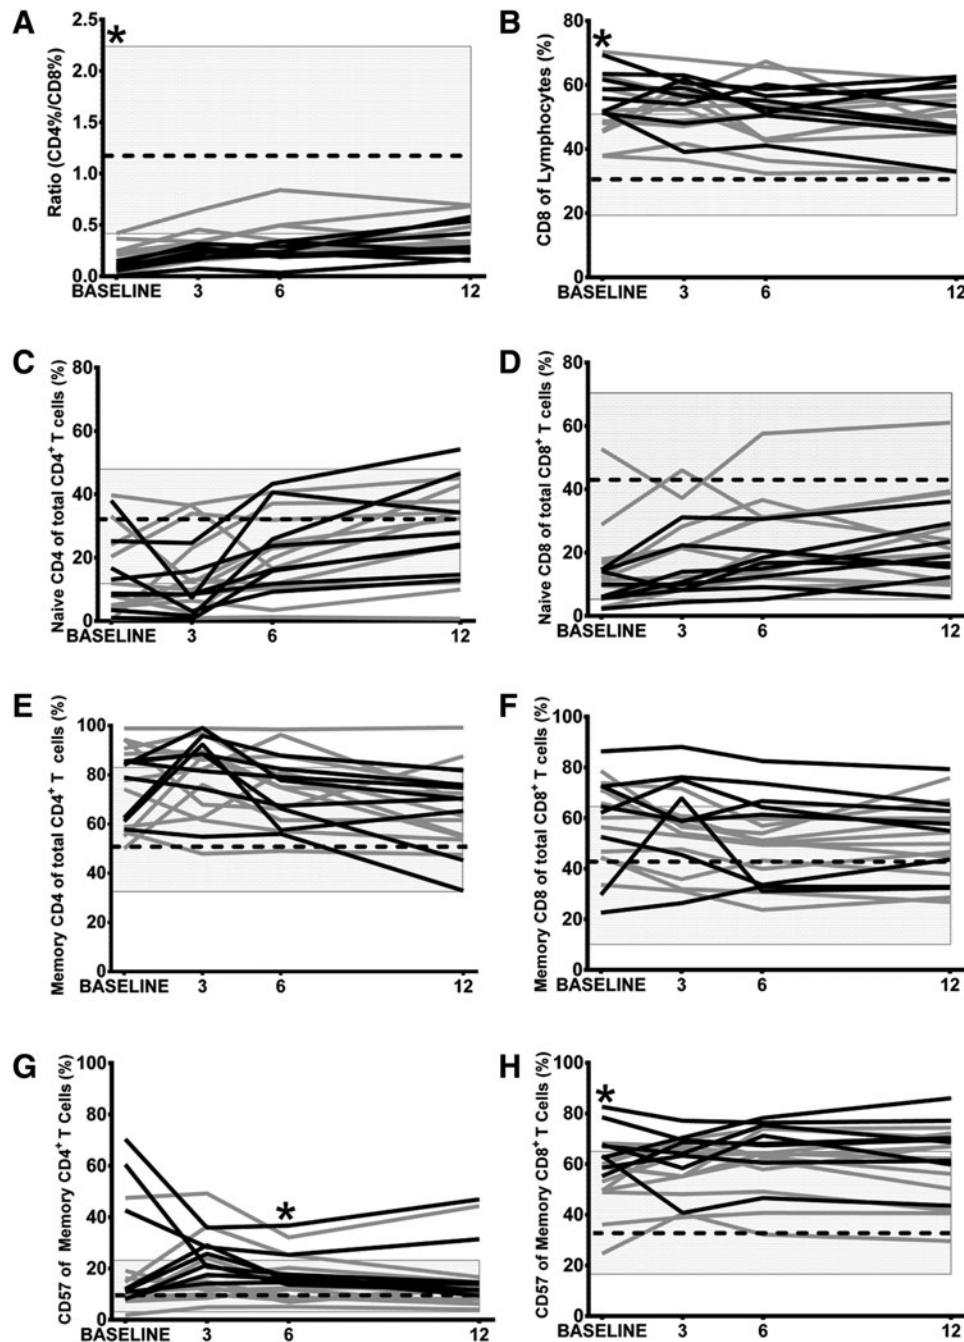 A
Ratio (CD4%/CD8%)
2.5
2.0
1.5
1.0
0.5
0.0
*
BASELINE 3 6 12
B
CD8 of Lymphocytes (%)
80
60
40
20
0
*
BASELINE 3 6 12
C
Naive CD4 of total CD4⁺ T cells (%)
80
60
40
20
0
BASELINE 3 6 12
D
Naive CD8 of total CD8⁺ T cells (%)
80
60
40
20
0
BASELINE 3 6 12
E
Memory CD4 of total CD4⁺ T cells (%)
100
80
60
40
20
0
BASELINE 3 6 12
F
Memory CD8 of total CD8⁺ T cells (%)
100
80
60
40
20
0
BASELINE 3 6 12
G
CD57 of Memory CD4⁺ T Cells (%)
100
80
60
40
20
0
*
BASELINE 3 6 12
H
CD57 of Memory CD8⁺ T Cells (%)
100
80
60
40
20
0
*
BASELINE 3 6 12